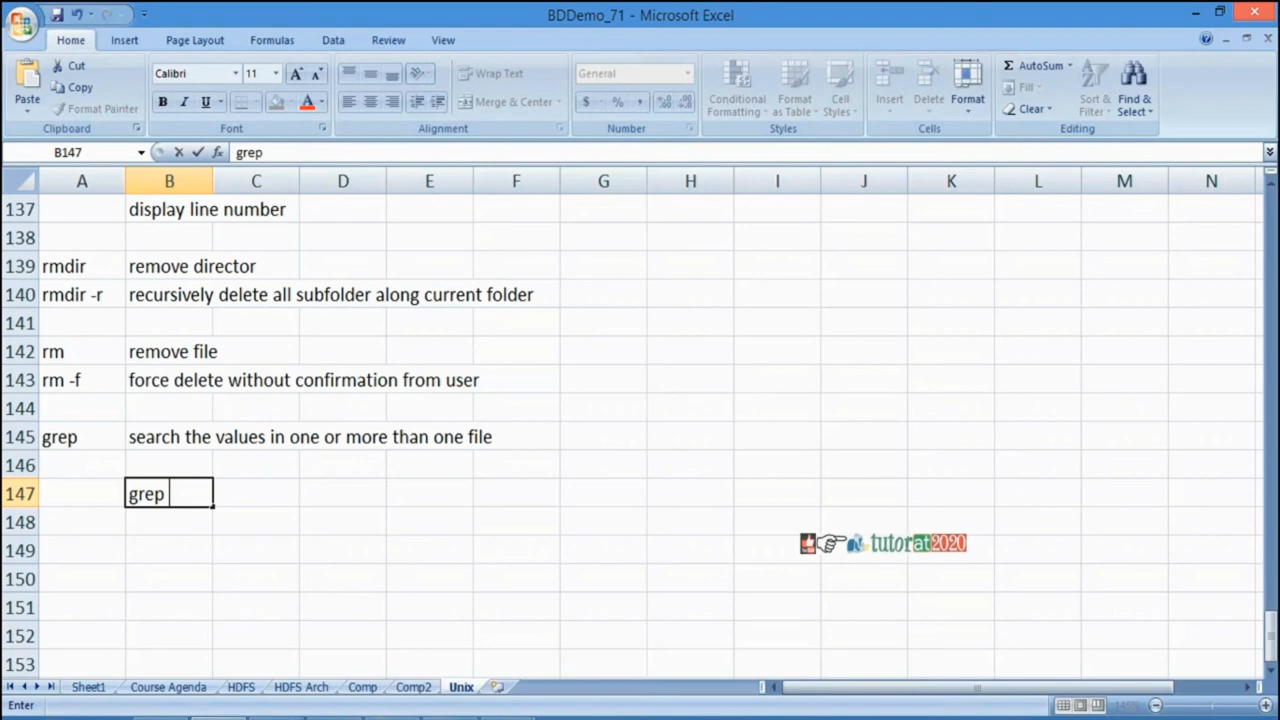 BDDemo_71 - Microsoft Excel
Home Insert Page Layout Formulas Data Review View
Paste
Cut
Copy
Format Painter
Clipboard
Calibri 11
B I U
Font
Wrap Text
Merge & Center
Alignment
General
$ % ,
Number
Conditional Formatting
Format as Table
Cell Styles
Styles
Insert Delete Format
Cells
Σ AutoSum
Fill
Clear
Sort & Filter
Find & Select
Editing
B147 fx grep
A B C D E F G H I J K L M N
137 display line number
138
139 rmdir remove director
140 rmdir -r recursively delete all subfolder along current folder
141
142 rm remove file
143 rm -f force delete without confirmation from user
144
145 grep search the values in one or more than one file
146
147 grep
148
149
tutorat2020
150
151
152
153
Sheet1 Course Agenda HDFS HDFS Arch Comp Comp2 Unix
Enter 145%